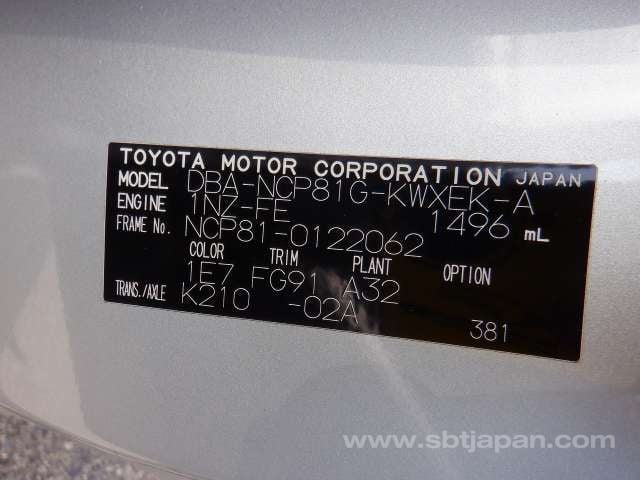 TOYOTA MOTOR CORPORATION JAPAN
MODEL DBA-NCP81G-KWXEK-A
ENGINE 1NZ-FE 1496 mL
FRAME No. NCP81-0122062
COLOR TRIM PLANT OPTION
1E7 FG91 A32
TRANS./AXLE K210 -02A
381
www.sbtjapan.com